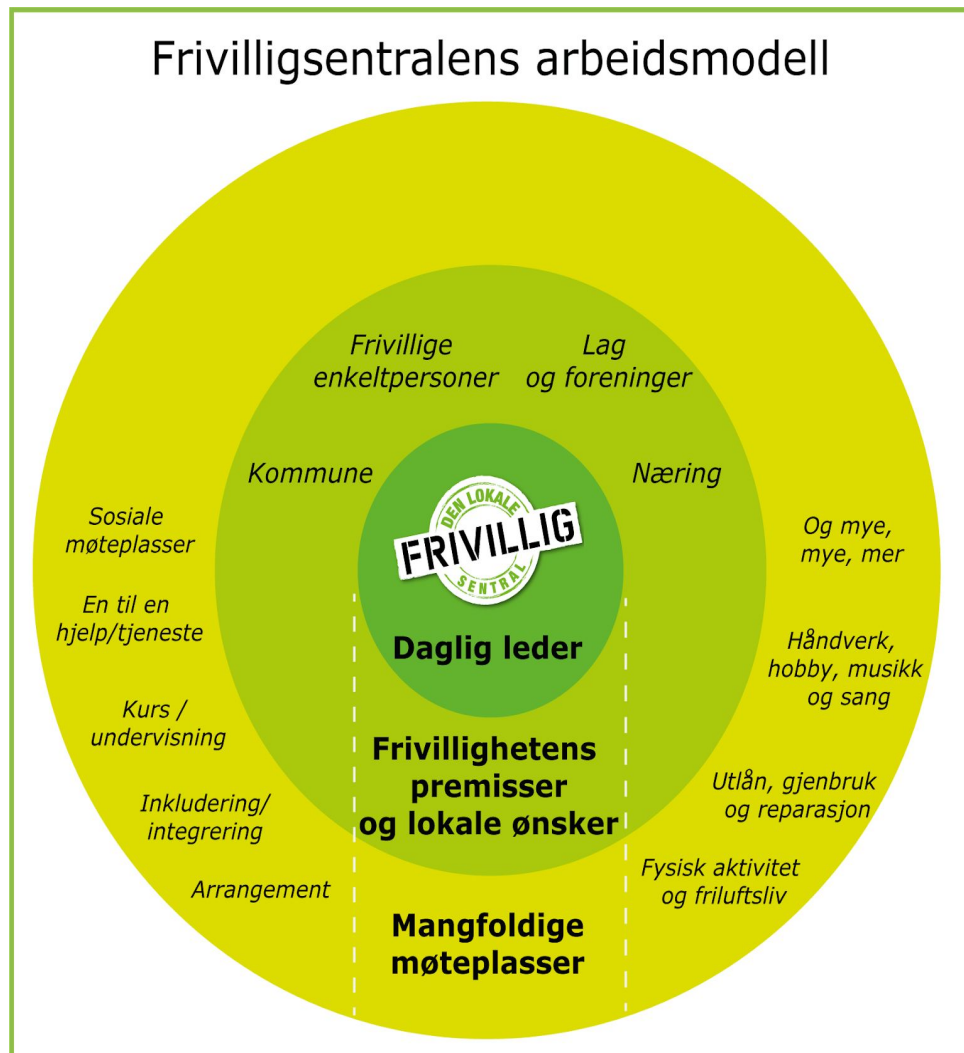 Frivilligsentralens arbeidsmodell
Frivillige
enkeltpersoner
Lag
og foreninger
Kommune
Næring
DEN LOKALE
FRIVILLIG
SENTRAL
Daglig leder
Frivillighetens
premisser
og lokale ønsker
Mangfoldige
møteplasser
Sosiale
møteplasser
En til en
hjelp/tjeneste
Kurs /
undervisning
Inkludering/
integrering
Arrangement
Og mye,
mye, mer
Håndverk,
hobby, musikk
og sang
Utlån, gjenbruk
og reparasjon
Fysisk aktivitet
og friluftsliv